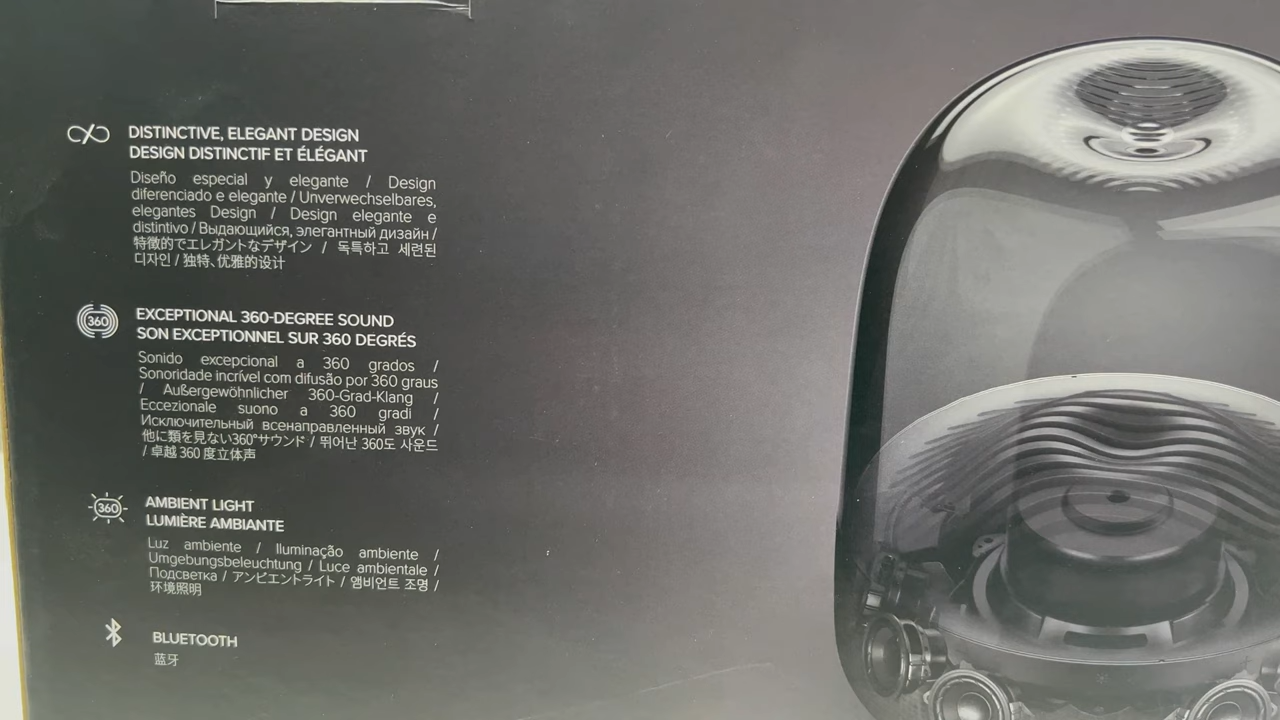 DISTINCTIVE, ELEGANT DESIGN
DESIGN DISTINCTIF ET ÉLÉGANT
Diseño especial y elegante / Design
diferenciado e elegante / Unverwechselbares,
elegantes Design / Design elegante e
distintivo / Выдающийся, элегантный дизайн /
特徴的でエレガントなデザイン / 독특하고 세련된
디자인 / 独特、优雅的设计
360
EXCEPTIONAL 360-DEGREE SOUND
SON EXCEPTIONNEL SUR 360 DEGRÉS
Sonido excepcional a 360 grados /
Sonoridade incrível com difusão por 360 graus
/ Außergewöhnlicher 360-Grad-Klang /
Eccezionale suono a 360 gradi /
Исключительный всенаправленный звук /
他に類を見ない360°サウンド / 뛰어난 360도 사운드
/ 卓越 360 度立体声
360
AMBIENT LIGHT
LUMIÈRE AMBIANTE
Luz ambiente / Iluminação ambiente /
Umgebungsbeleuchtung / Luce ambientale /
Подсветка / アンビエントライト / 앰비언트 조명 /
环境照明
BLUETOOTH
蓝牙